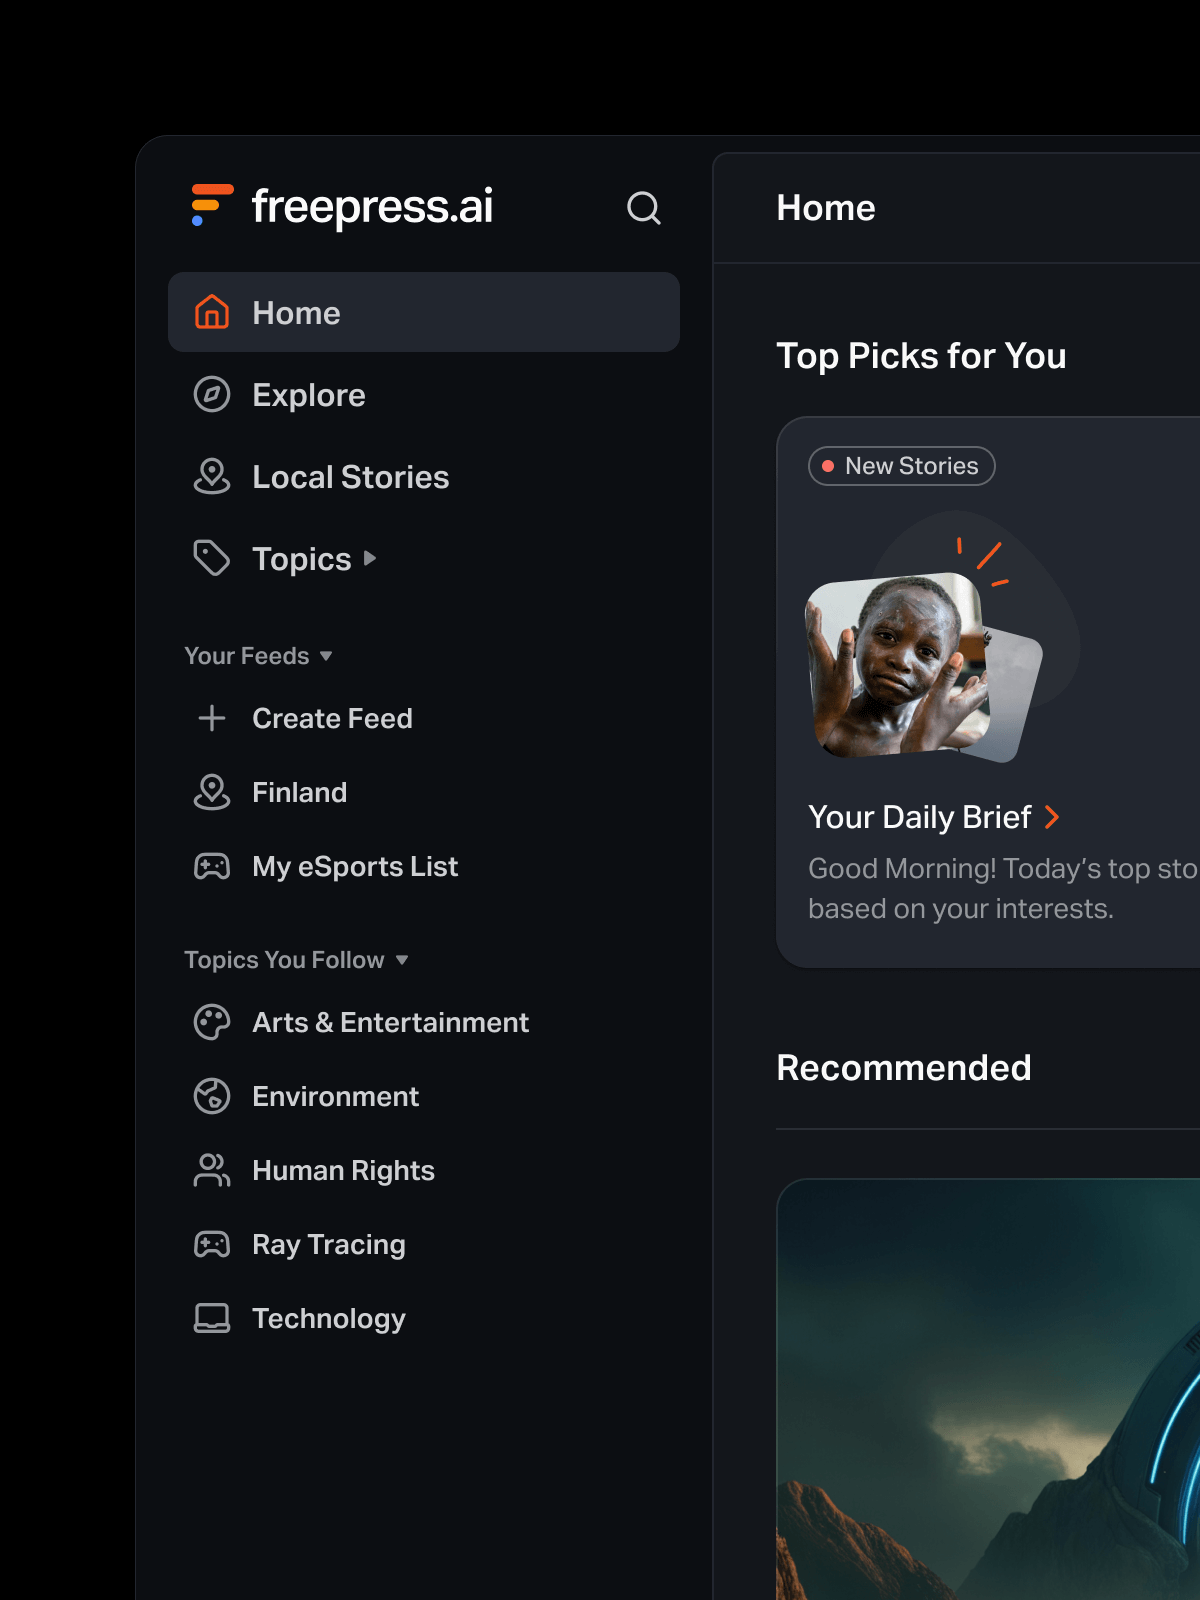 freepress.ai
Home
Explore
Local Stories
Topics
Your Feeds
Create Feed
Finland
My eSports List
Topics You Follow
Arts & Entertainment
Environment
Human Rights
Ray Tracing
Technology
Home
Top Picks for You
New Stories
Your Daily Brief
Good Morning! Today’s top sto
based on your interests.
Recommended